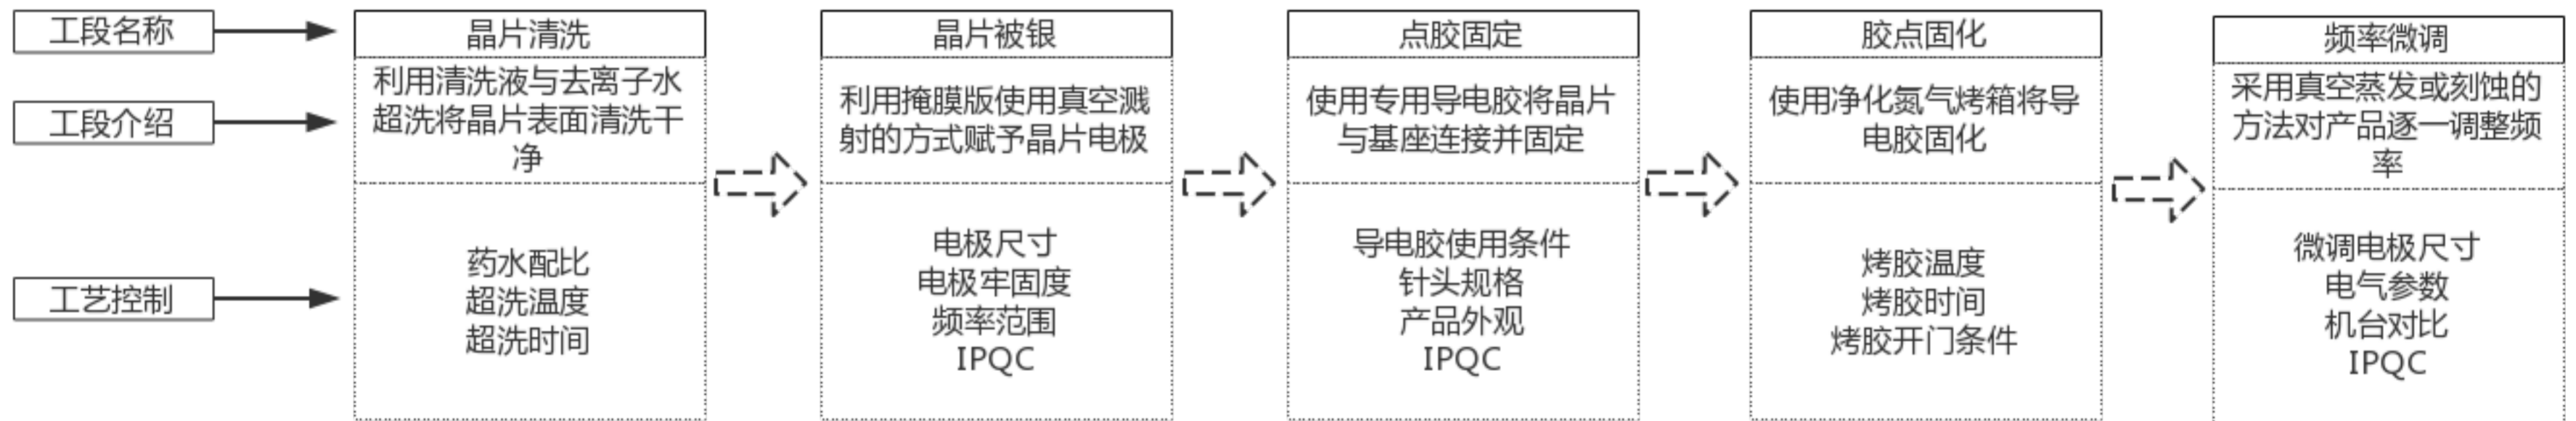 工段名称
晶片清洗
晶片被银
点胶固定
胶点固化
频率微调
工段介绍
利用清洗液与去离子水
超洗将晶片表面清洗干
净
利用掩膜版使用真空溅
射的方式赋予晶片电极
使用专用导电胶将晶片
与基座连接并固定
使用净化氮气烤箱将导
电胶固化
采用真空蒸发或刻蚀的
方法对产品逐一调整频
率
工艺控制
药水配比
超洗温度
超洗时间
电极尺寸
电极牢固度
频率范围
IPQC
导电胶使用条件
针头规格
产品外观
IPQC
烤胶温度
烤胶时间
烤胶开门条件
微调电极尺寸
电气参数
机台对比
IPQC